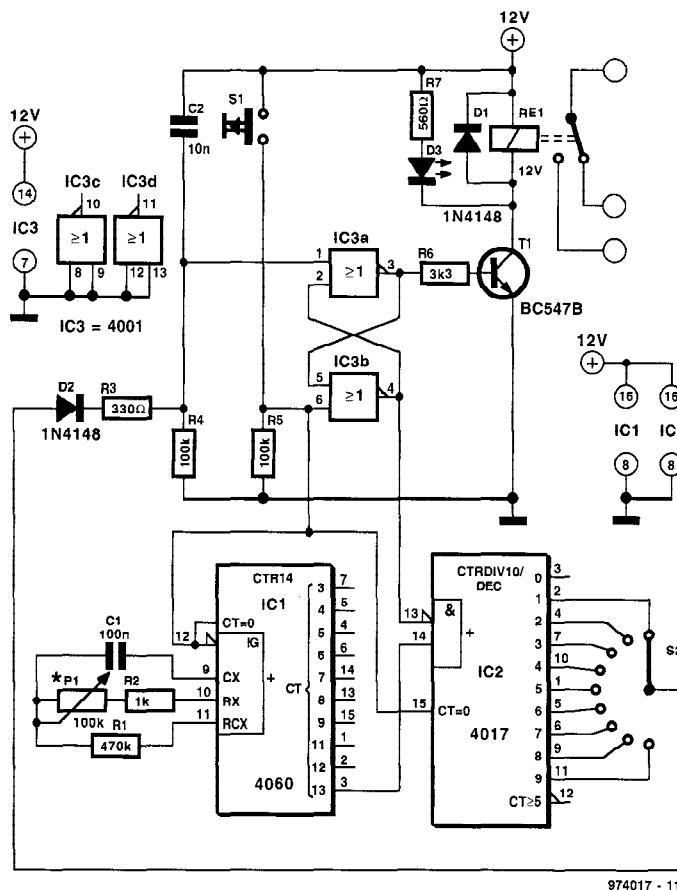 12V
R7
560Ω
C2
10n
S1
D1
RE1
12V
D3
1N4148
12V
14
IC3
7
IC3c
10
≥1
8 9
IC3d
11
≥1
12 13
IC3 = 4001
IC3a
1
2
≥1
3
R6
3k3
T1
BC547B
IC3b
5
6
≥1
4
D2
1N4148
R3
330Ω
R4
100k
R5
100k
12V
16
16
IC1
IC
8
8
CTR14
IC1
CT=0
!G
+
12
C1
100n
9
CX
*
P1
100k
R2
1k
10
RX
R1
470k
11
RCX
CT
3 7
4 5
5 4
6 6
7 14
8 13
9 15
11 1
12 2
13 3
4060
CTRDIV10/
DEC
&
+
13
14
IC2
15
CT=0
4017
0 3
1 2
2 4
3 7
4 10
5 1
6 5
7 6
8 9
9 11
CT≥5 12
S2
974017 - 11